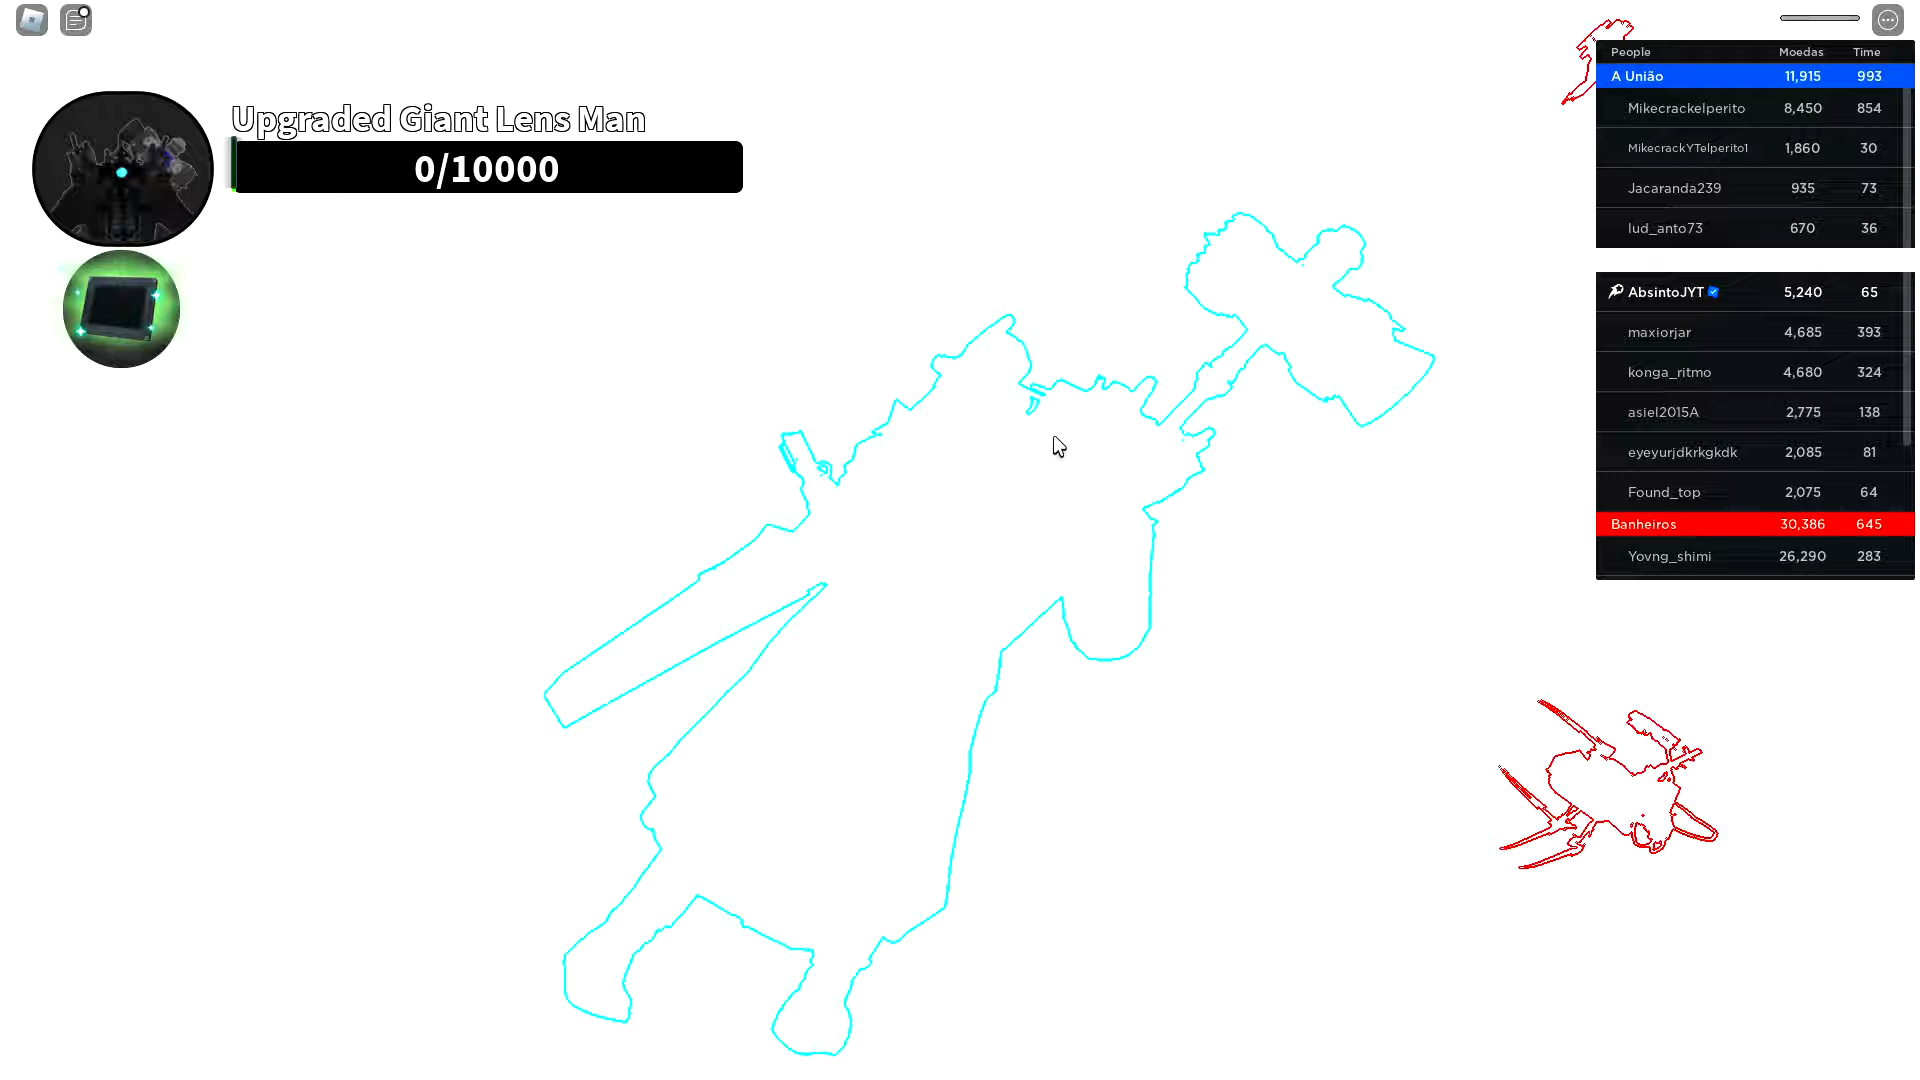 People Moedas Time
A União 11,915 993
Mikecrackelperito 8,450 854
MikecrackYTelperito1 1,860 30
Jacaranda239 935 73
lud_anto73 670 36
Upgraded Giant Lens Man
0/10000
AbsintoJYT 5,240 65
maxiorjar 4,685 393
konga_ritmo 4,680 324
asiel2015A 2,775 138
eyeyurjdkrkgkdk 2,085 81
Found_top 2,075 64
Banheiros 30,386 645
Yovng_shimi 26,290 283